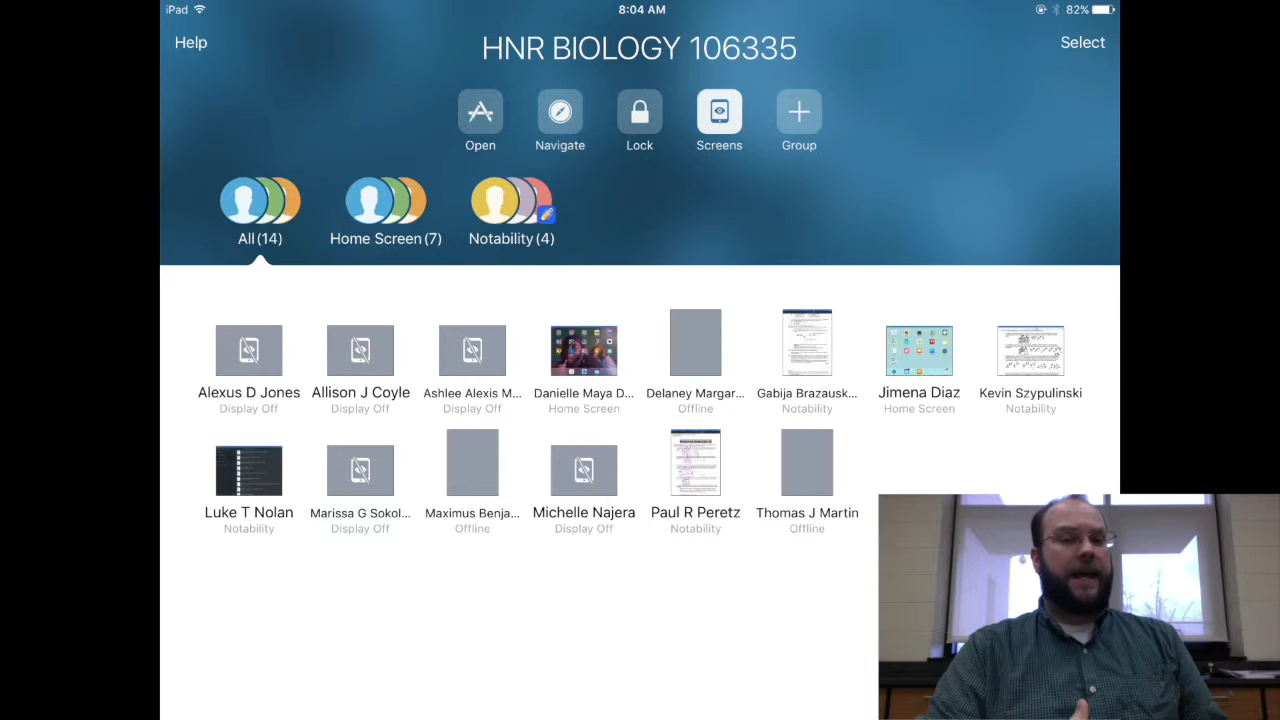 iPad 8:04 AM 82%
Help HNR BIOLOGY 106335 Select
Open Navigate Lock Screens Group
All (14) Home Screen (7) Notability (4)
Alexus D Jones Allison J Coyle Ashlee Alexis M... Danielle Maya D... Delaney Margar... Gabija Brazausk... Jimena Diaz Kevin Szypulinski
Display Off Display Off Display Off Home Screen Offline Notability Home Screen Notability
Luke T Nolan Marissa G Sokol... Maximus Benja... Michelle Najera Paul R Peretz Thomas J Martin
Notability Display Off Offline Display Off Notability Offline